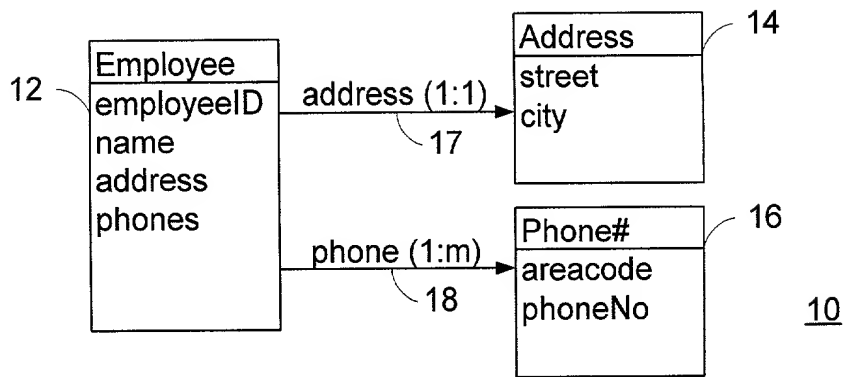 Employee
employeeID
name
address
phones
12
address (1:1)
17
Address
street
city
14
phone (1:m)
18
Phone#
areacode
phoneNo
16
10